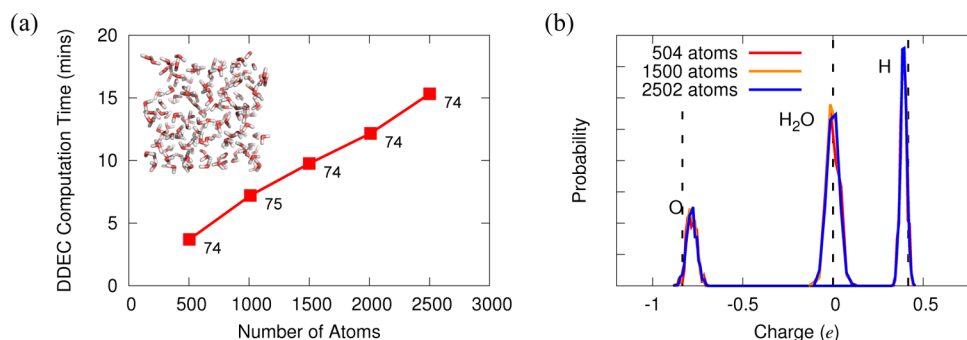 (a)
DDEC Computation Time (mins)
20
15
10
5
0
74
75
74
74
74
0 500 1000 1500 2000 2500 3000
Number of Atoms
(b)
Probability
504 atoms
1500 atoms
2502 atoms
O
H₂O
H
-1 -0.5 0 0.5
Charge (e)